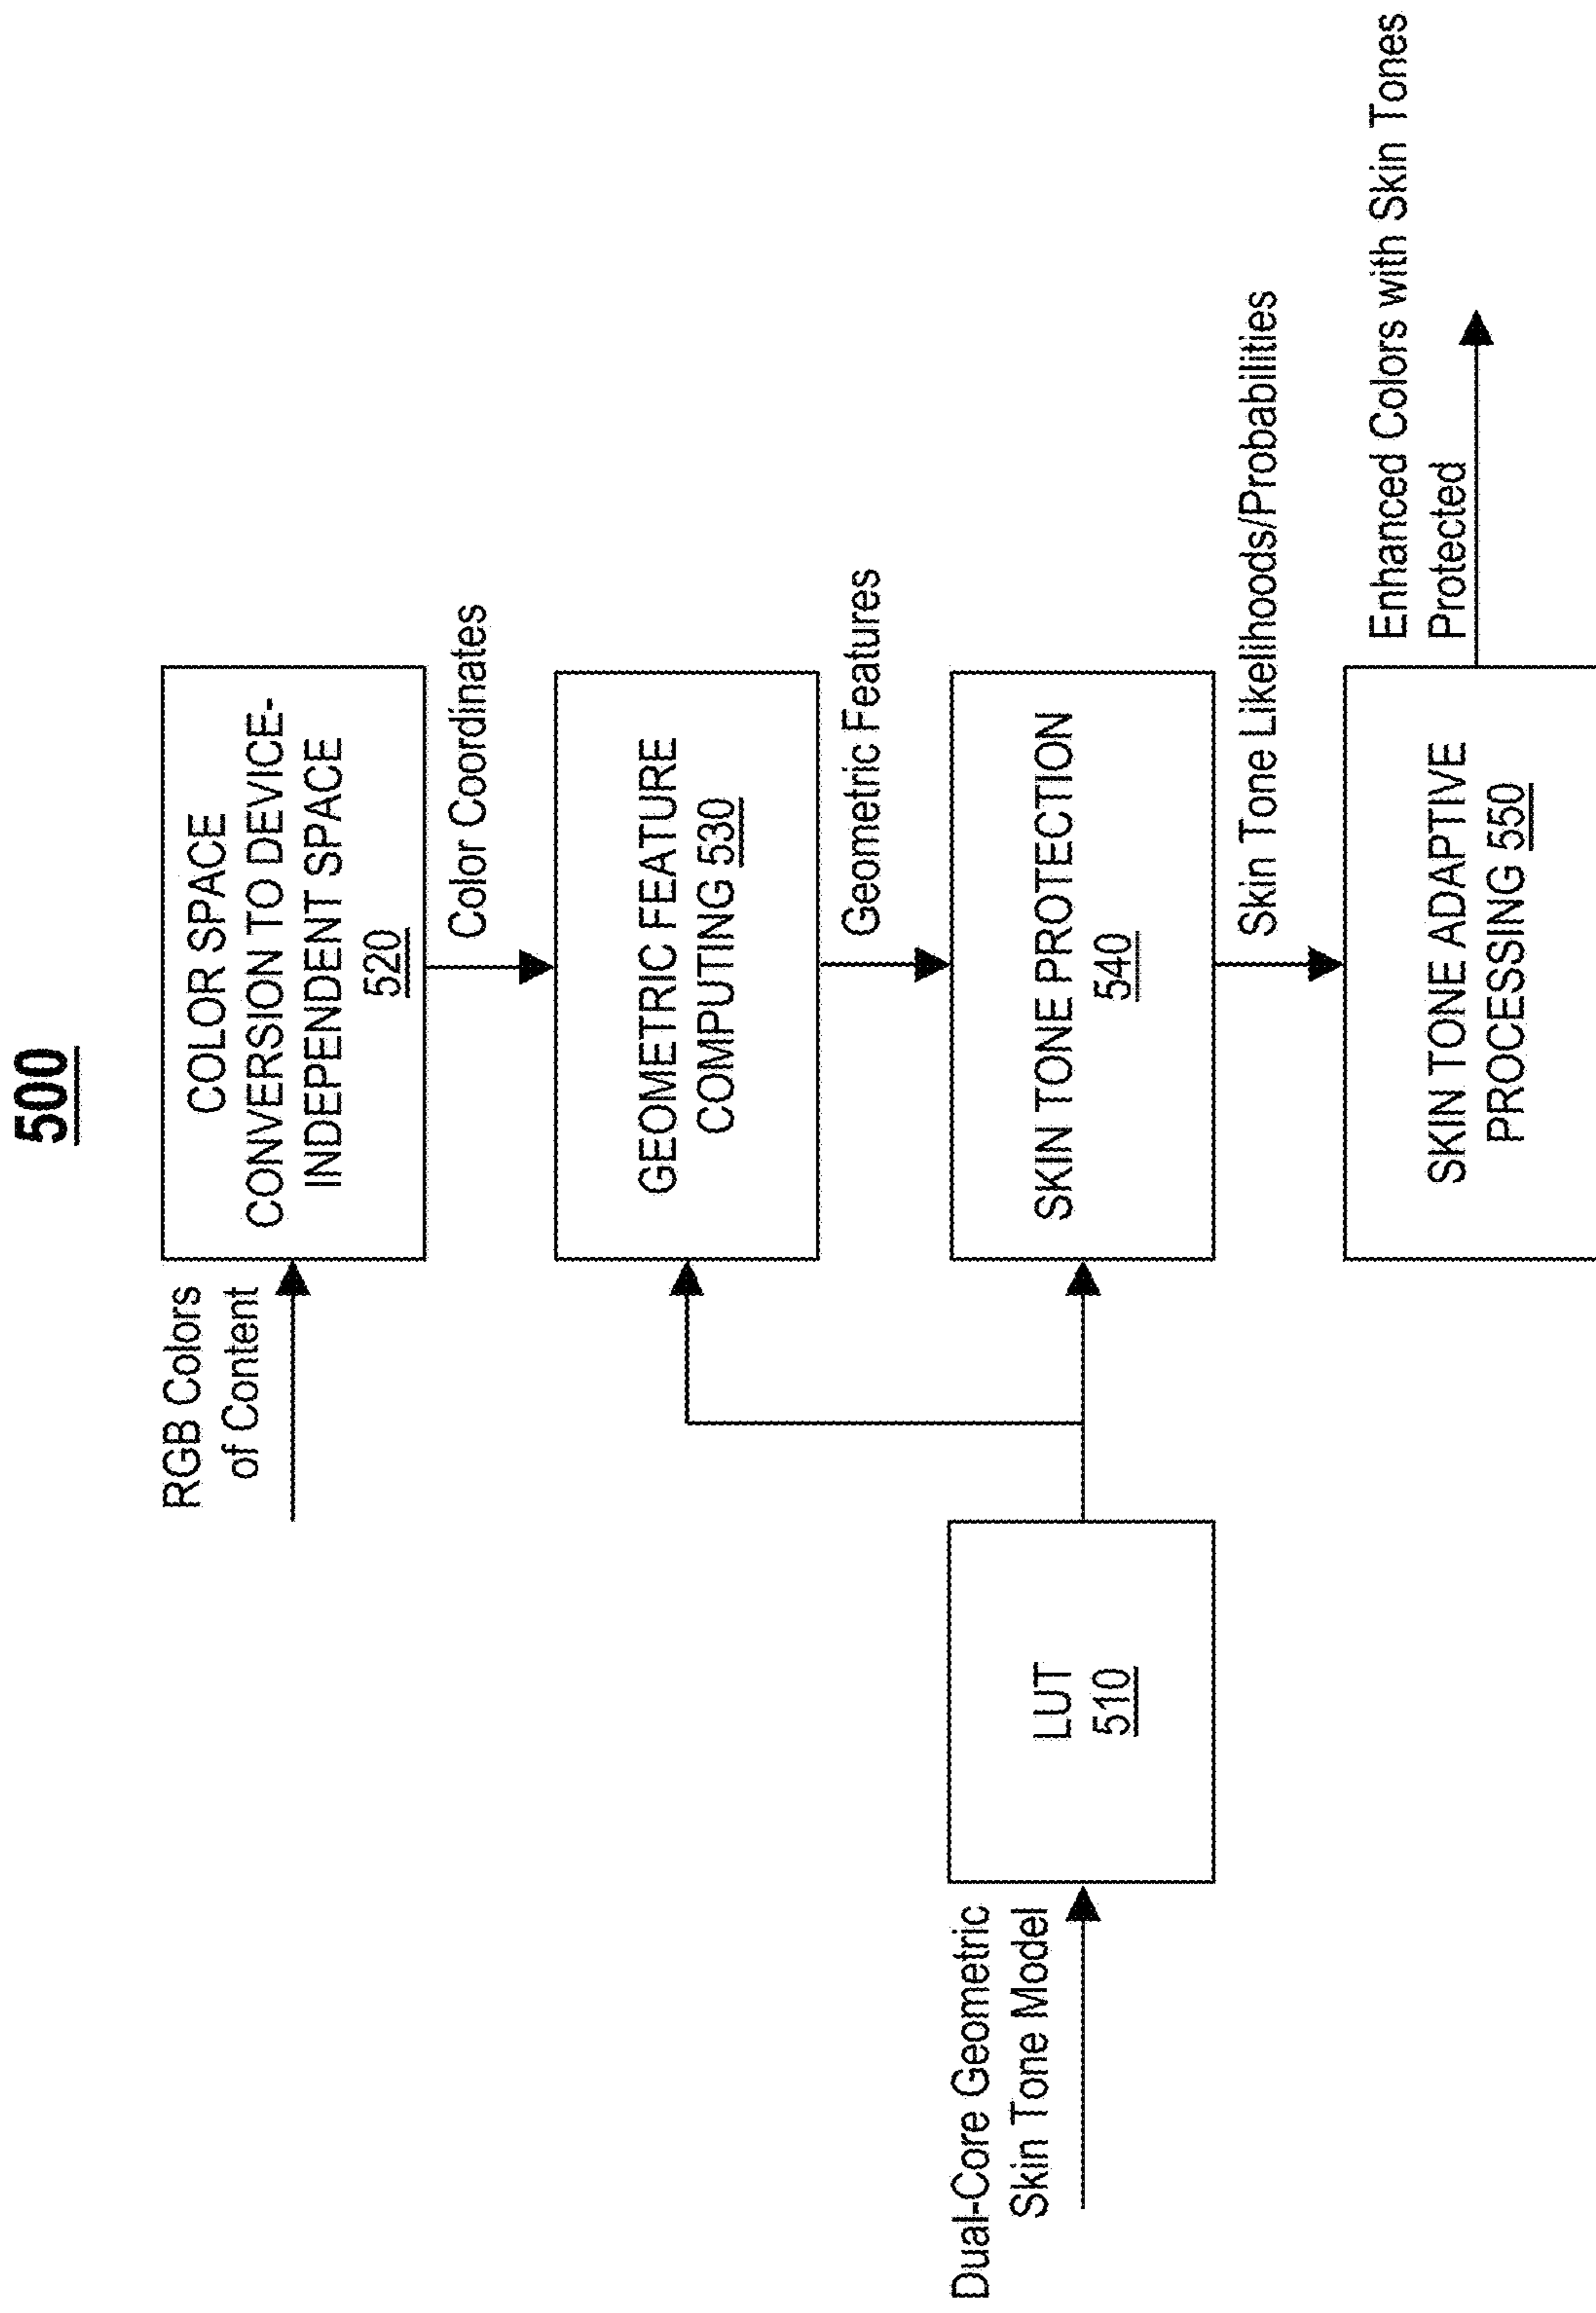 500
RGB Colors
of Content
COLOR SPACE
CONVERSION TO DEVICE-
INDEPENDENT SPACE
520
Color Coordinates
GEOMETRIC FEATURE
COMPUTING 530
Geometric Features
Dual-Core Geometric
Skin Tone Model
LUT
510
SKIN TONE PROTECTION
540
Skin Tone Likelihoods/Probabilities
SKIN TONE ADAPTIVE
PROCESSING 550
Enhanced Colors with Skin Tones
Protected